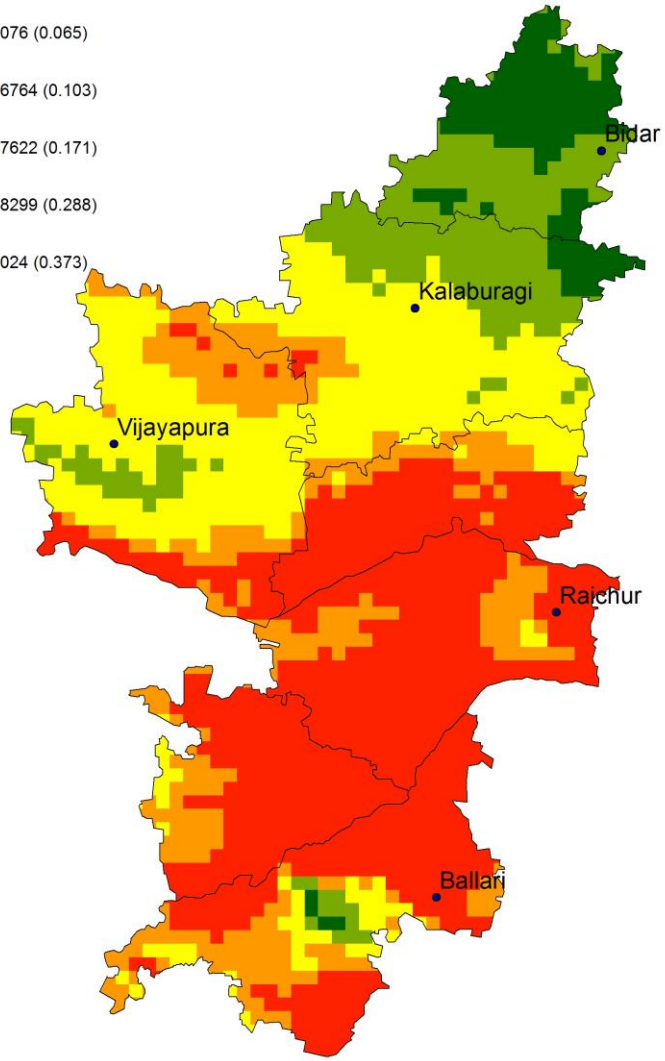 076 (0.065)
6764 (0.103)
Bidar
7622 (0.171)
8299 (0.288)
024 (0.373)
Kalaburagi
Vijayapura
Raichur
Ballari